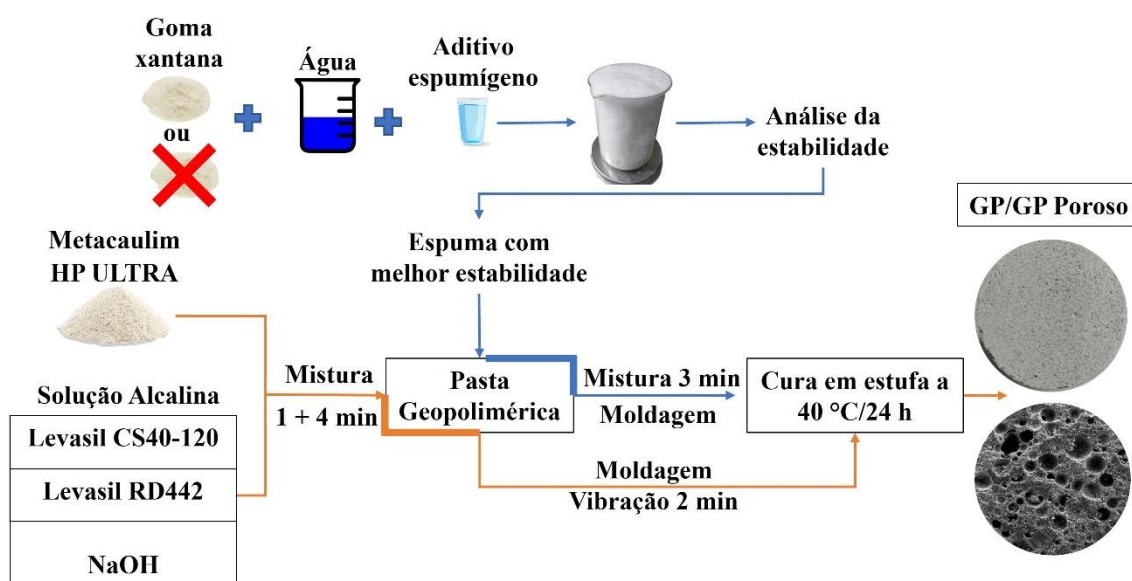 Goma
xantana
ou
Água
Aditivo
espumígeno
Análise da
estabilidade
Espuma com
melhor estabilidade
GP/GP Poroso
Metacaulim
HP ULTRA
Solução Alcalina
Levasil CS40-120
Levasil RD442
NaOH
Mistura
1 + 4 min
Pasta
Geopolimérica
Mistura 3 min
Moldagem
Cura em estufa a
40 °C/24 h
Moldagem
Vibração 2 min